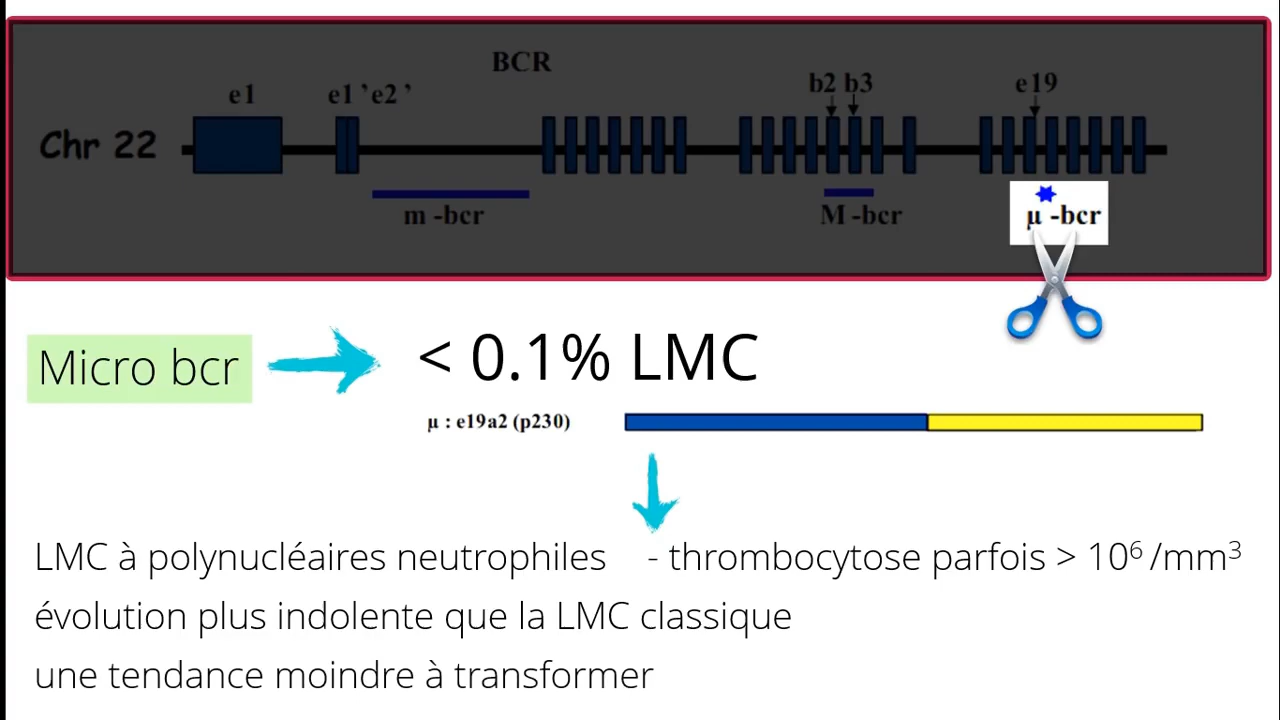 BCR
e1 e1 ’e2 ’ b2 b3 e19
Chr 22
m -bcr M -bcr µ -bcr
Micro bcr < 0.1% LMC
µ : e19a2 (p230)
LMC à polynucléaires neutrophiles - thrombocytose parfois > 10⁶ /mm³
évolution plus indolente que la LMC classique
une tendance moindre à transformer